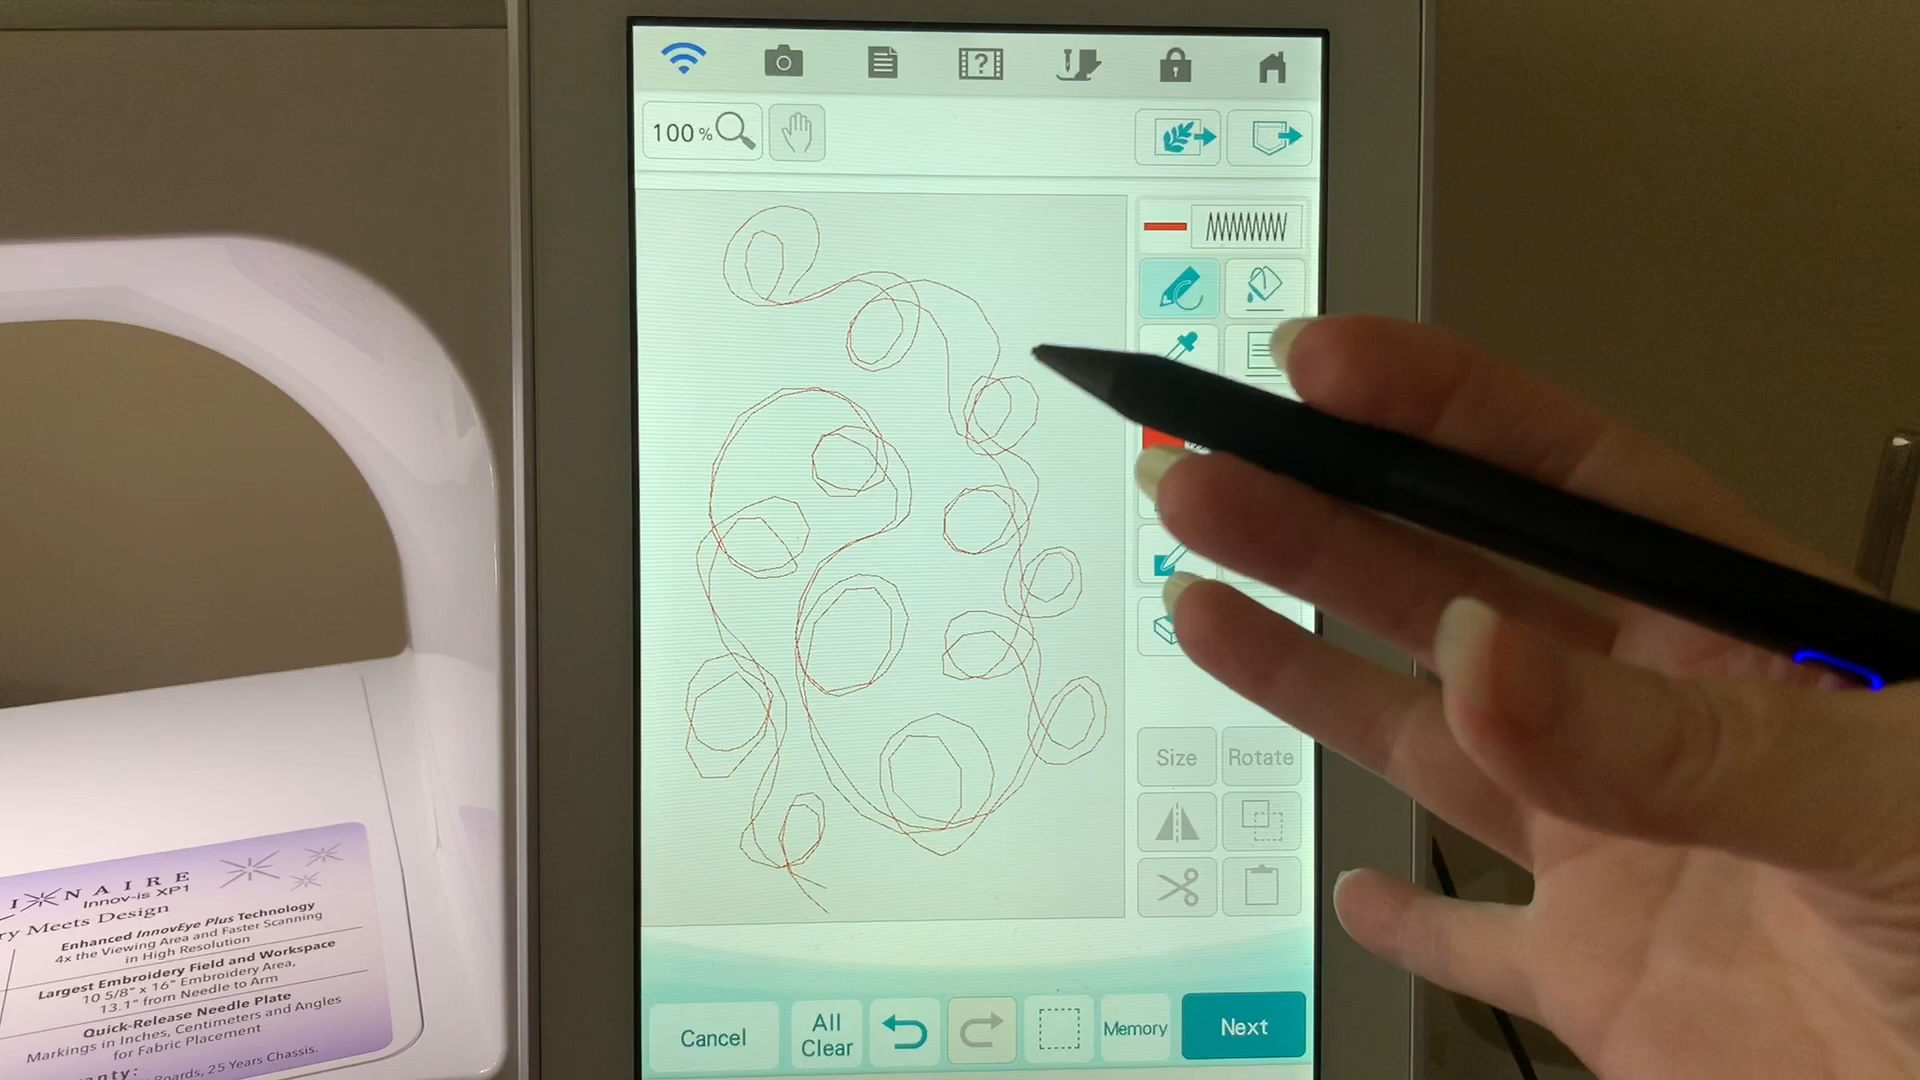 100%
Size
Rotate
Cancel
All
Clear
Memory
Next
NAIRE
Innov-is XP1
Meets Design
Enhanced InnovEye Plus Technology
4x the Viewing Area and Faster Scanning
in High Resolution
Largest Embroidery Field and Workspace
10 5/8" x 16" Embroidery Area,
13.1" from Needle to Arm
Quick-Release Needle Plate
Markings in Inches, Centimeters and Angles
for Fabric Placement
Boards, 25 Years Chassis.